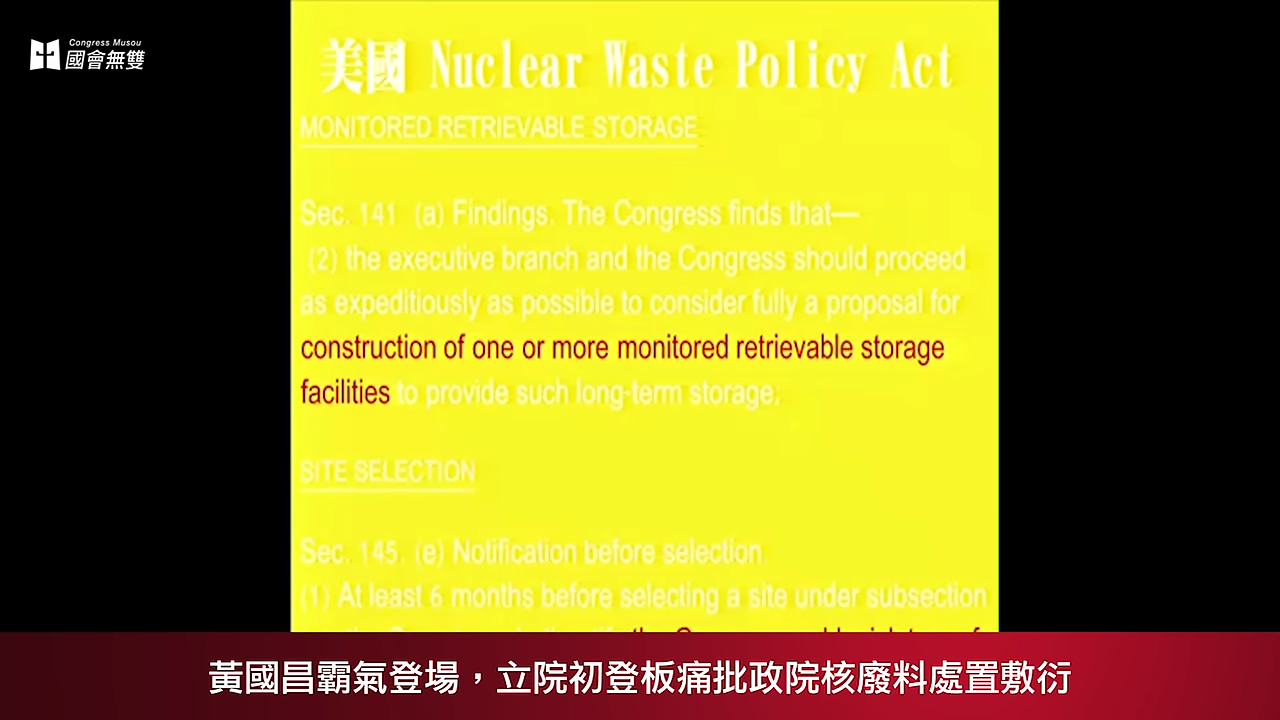 Congress Musou
國會無雙
美國 Nuclear Waste Policy Act
MONITORED RETRIEVABLE STORAGE
Sec. 141 (a) Findings. The Congress finds that—
(2) the executive branch and the Congress should proceed
as expeditiously as possible to consider fully a proposal for
construction of one or more monitored retrievable storage
facilities to provide such long-term storage;
SITE SELECTION
Sec. 145. (e) Notification before selection
(1) At least 6 months before selecting a site under subsection
黃國昌霸氣登場，立院初登板痛批政院核廢料處置敷衍